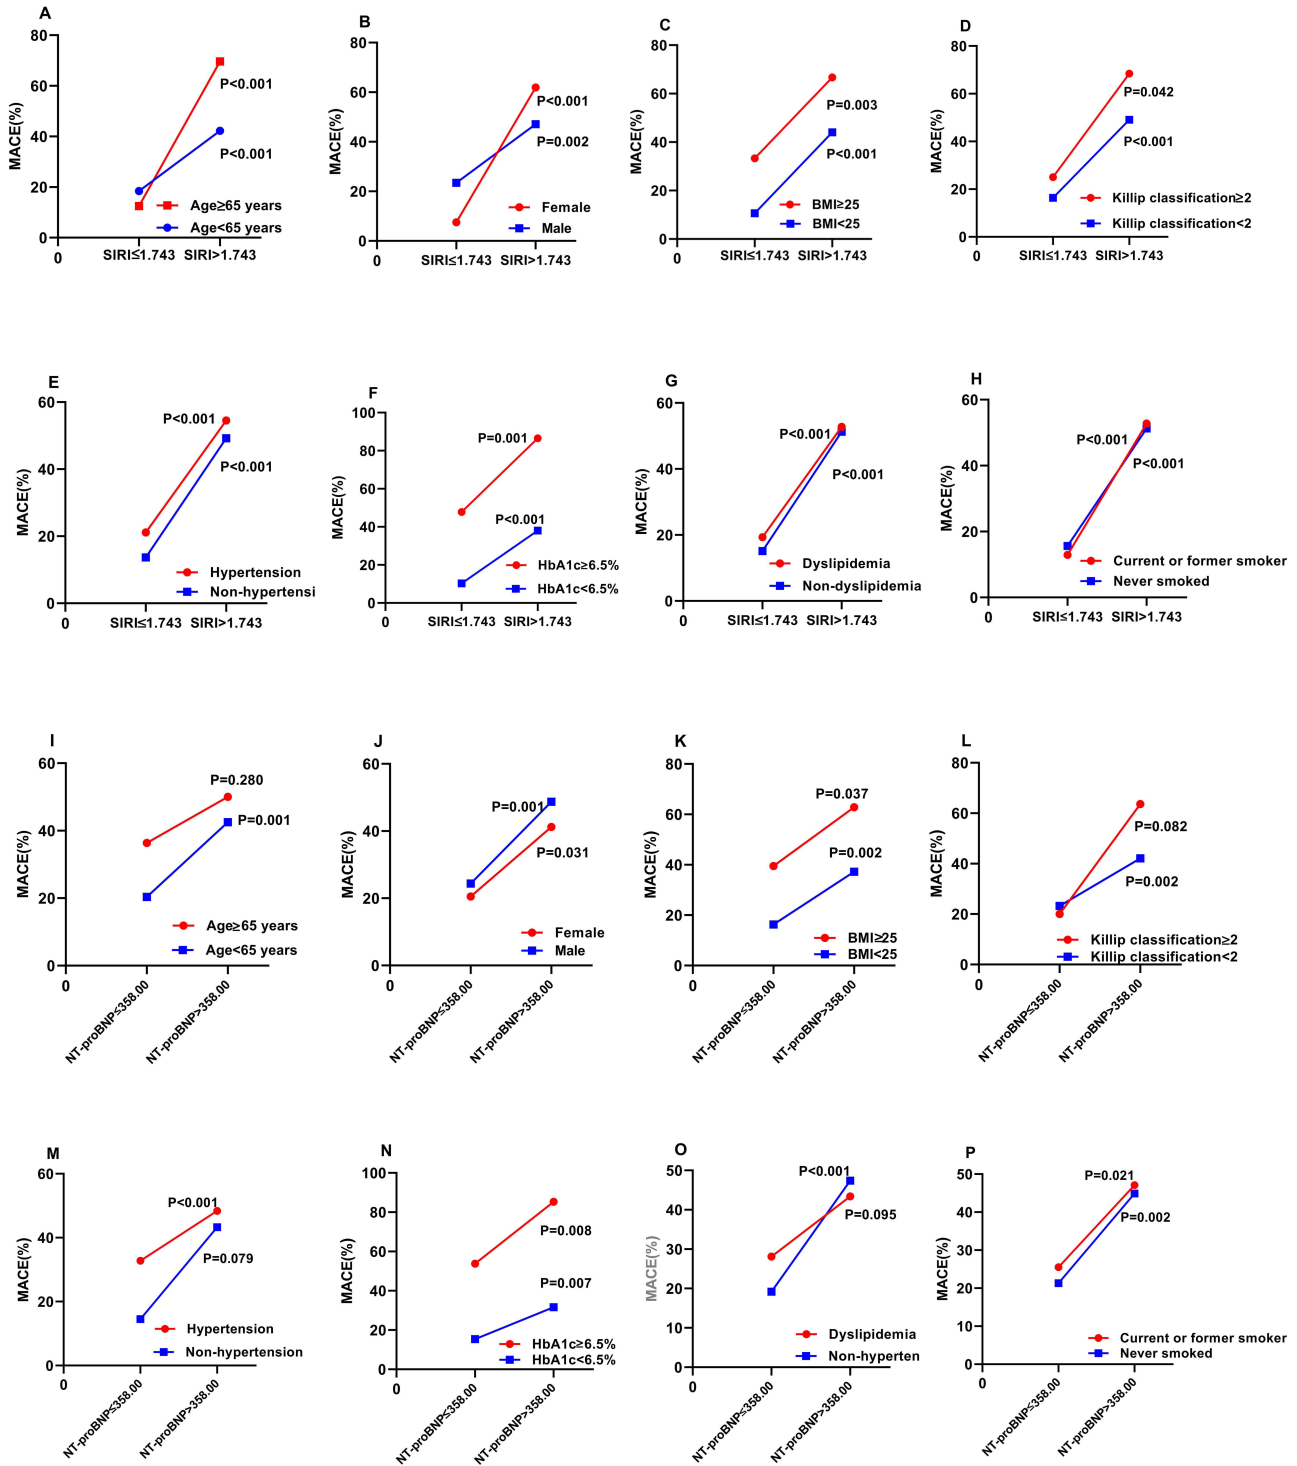 A
MACE(%)
80
60
40
20
0
0
P<0.001
P<0.001
Age≥65 years
Age<65 years
SIRI≤1.743 SIRI>1.743
B
MACE(%)
80
60
40
20
0
0
P<0.001
P=0.002
Female
Male
SIRI≤1.743 SIRI>1.743
C
MACE(%)
80
60
40
20
0
0
P=0.003
P<0.001
BMI≥25
BMI<25
SIRI≤1.743 SIRI>1.743
D
MACE(%)
80
60
40
20
0
0
P=0.042
P<0.001
Killip classification≥2
Killip classification<2
SIRI≤1.743 SIRI>1.743
E
MACE(%)
60
40
20
0
0
P<0.001
P<0.001
Hypertension
Non-hypertensi
SIRI≤1.743 SIRI>1.743
F
MACE(%)
100
80
60
40
20
0
0
P=0.001
P<0.001
HbA1c≥6.5%
HbA1c<6.5%
SIRI≤1.743 SIRI>1.743
G
MACE(%)
60
40
20
0
0
P<0.001
P<0.001
Dyslipidemia
Non-dyslipidemia
SIRI≤1.743 SIRI>1.743
H
MACE(%)
60
40
20
0
0
P<0.001
P<0.001
Current or former smoker
Never smoked
SIRI≤1.743 SIRI>1.743
I
MACE(%)
60
40
20
0
0
P=0.280
P=0.001
Age≥65 years
Age<65 years
NT-proBNP≤358.00
NT-proBNP>358.00
J
MACE(%)
60
40
20
0
0
P=0.001
P=0.031
Female
Male
NT-proBNP≤358.00
NT-proBNP>358.00
K
MACE(%)
80
60
40
20
0
0
P=0.037
P=0.002
BMI≥25
BMI<25
NT-proBNP≤358.00
NT-proBNP>358.00
L
MACE(%)
80
60
40
20
0
0
P=0.082
P=0.002
Killip classification≥2
Killip classification<2
NT-proBNP≤358.00
NT-proBNP>358.00
M
MACE(%)
60
40
20
0
0
P<0.001
P=0.079
Hypertension
Non-hypertension
NT-proBNP≤358.00
NT-proBNP>358.00
N
MACE(%)
100
80
60
40
20
0
0
P=0.008
P=0.007
HbA1c≥6.5%
HbA1c<6.5%
NT-proBNP≤358.00
NT-proBNP>358.00
O
MACE(%)
50
40
30
20
10
0
0
P<0.001
P=0.095
Dyslipidemia
Non-hyperten
NT-proBNP≤358.00
NT-proBNP>358.00
P
MACE(%)
50
40
30
20
10
0
0
P=0.021
P=0.002
Current or former smoker
Never smoked
NT-proBNP≤358.00
NT-proBNP>358.00